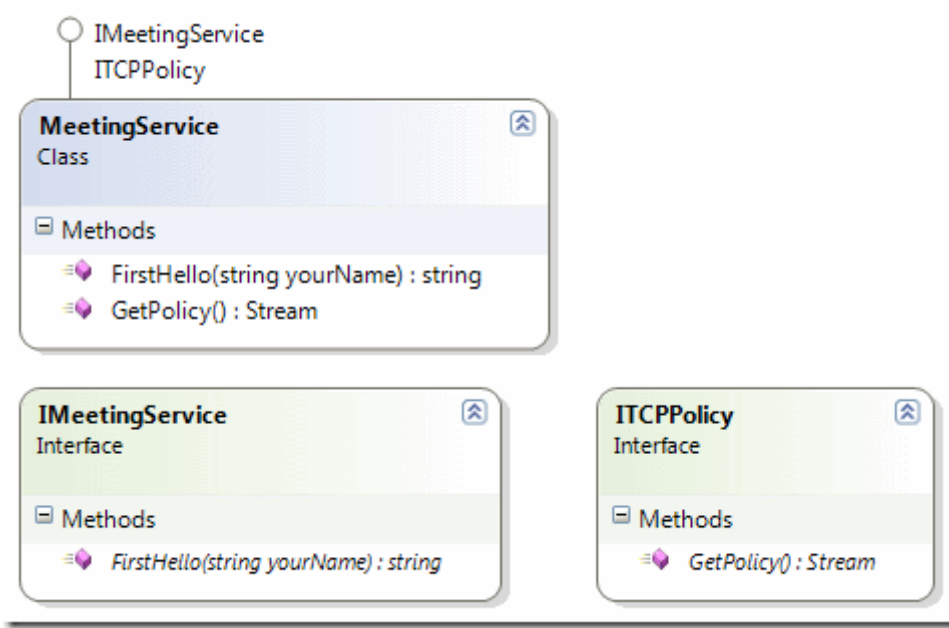 IMeetingService
ITCPPolicy
MeetingService
Class
Methods
FirstHello(string yourName) : string
GetPolicy() : Stream
IMeetingService
Interface
Methods
FirstHello(string yourName) : string
ITCPPolicy
Interface
Methods
GetPolicy() : Stream